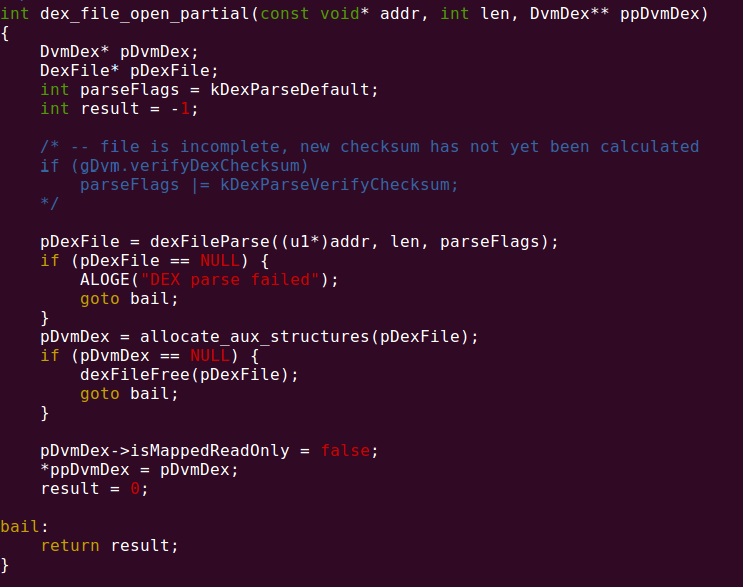 int dex_file_open_partial(const void* addr, int len, DvmDex** ppDvmDex)
{
    DvmDex* pDvmDex;
    DexFile* pDexFile;
    int parseFlags = kDexParseDefault;
    int result = -1;

    /* -- file is incomplete, new checksum has not yet been calculated
    if (gDvm.verifyDexChecksum)
        parseFlags |= kDexParseVerifyChecksum;
    */

    pDexFile = dexFileParse((u1*)addr, len, parseFlags);
    if (pDexFile == NULL) {
        ALOGE("DEX parse failed");
        goto bail;
    }
    pDvmDex = allocate_aux_structures(pDexFile);
    if (pDvmDex == NULL) {
        dexFileFree(pDexFile);
        goto bail;
    }

    pDvmDex->isMappedReadOnly = false;
    *ppDvmDex = pDvmDex;
    result = 0;

bail:
    return result;
}